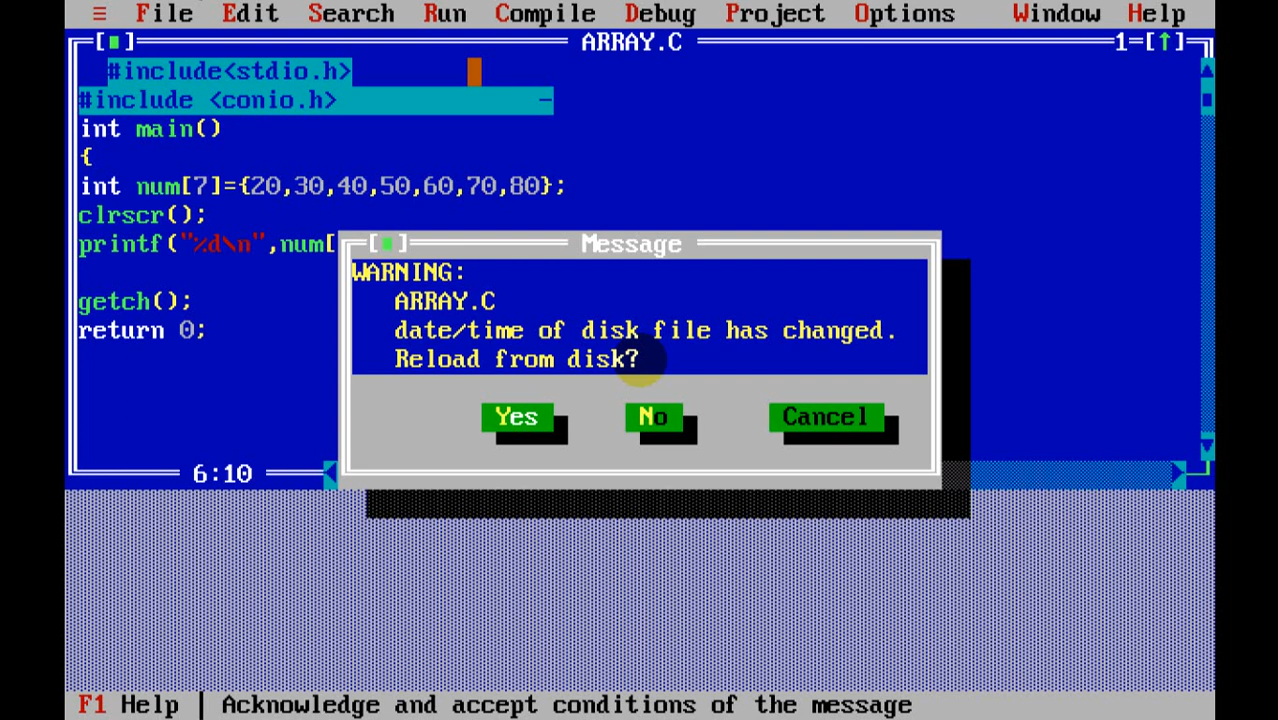 ≡ File Edit Search Run Compile Debug Project Options Window Help
[■] ARRAY.C 1=[↑]
#include<stdio.h>
#include <conio.h> -
int main()
{
int num[7]={20,30,40,50,60,70,80};
clrscr();
printf("%d\n",num[
getch();
return 0;
6:10
[■] Message
WARNING:
ARRAY.C
date/time of disk file has changed.
Reload from disk?
Yes No Cancel
F1 Help | Acknowledge and accept conditions of the message